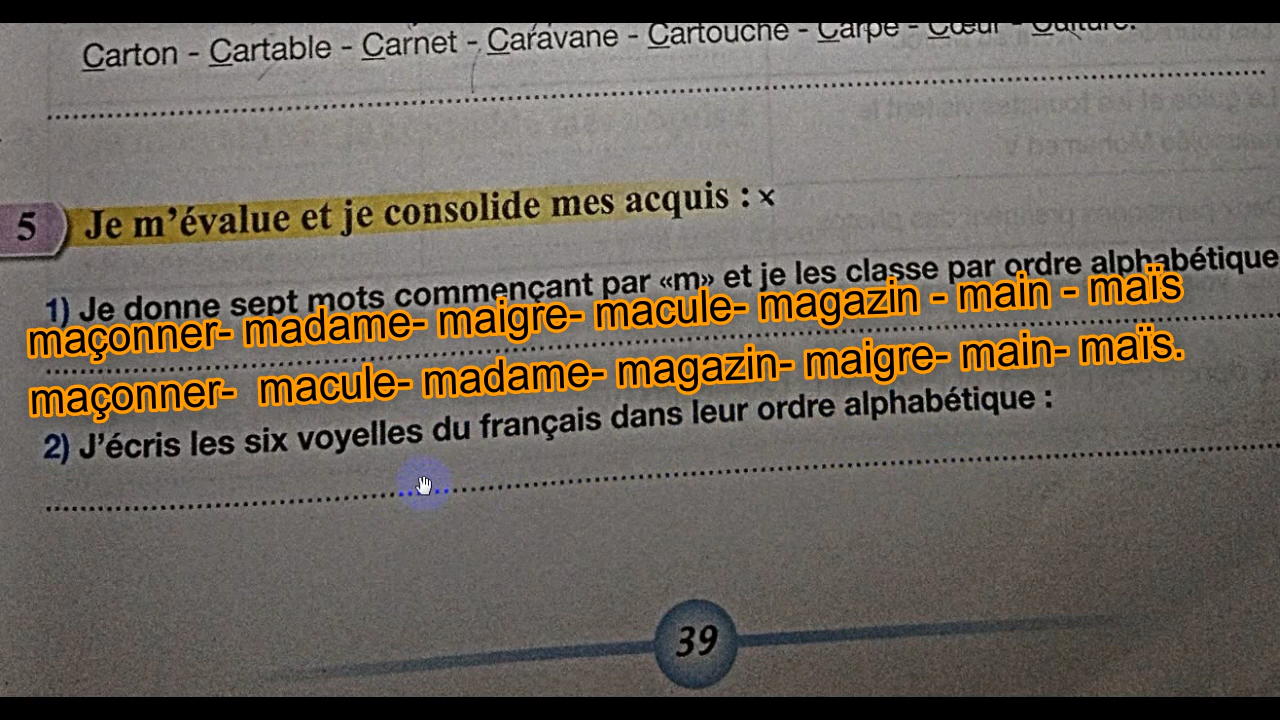 Carton - Cartable - Carnet - Caravane - Cartouche - Carpe - Cœur - Culture.
5 Je m'évalue et je consolide mes acquis : ×
1) Je donne sept mots commençant par «m» et je les classe par ordre alphabétique
maçonner- madame- maigre- macule- magazin - main - maïs
maçonner- macule- madame- magazin- maigre- main- maïs.
2) J'écris les six voyelles du français dans leur ordre alphabétique :
39